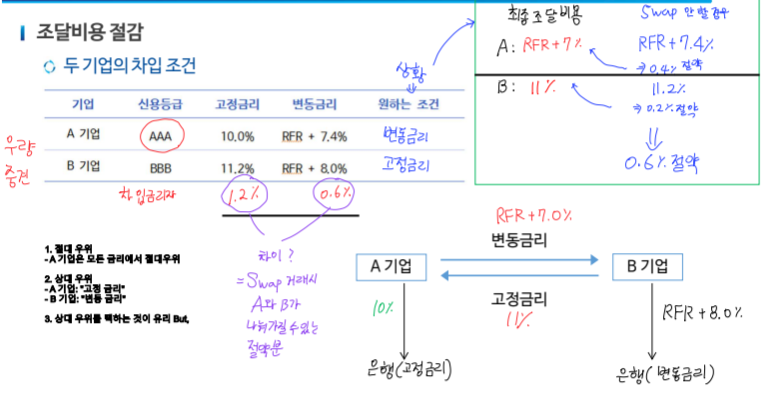 조달비용 절감
두 기업의 차입 조건
상황
기업 신용등급 고정금리 변동금리 원하는 조건
A 기업 AAA 10.0% RFR + 7.4% 변동금리
B 기업 BBB 11.2% RFR + 8.0% 고정금리
우량
중견
차입금리차 1.2% 0.6%
최종조달비용 Swap 안할경우
A: RFR+7% RFR+7.4%
⇒ 0.4% 절약
B: 11% 11.2%
⇒ 0.2% 절약
0.6% 절약
1. 절대 우위
- A 기업은 모든 금리에서 절대우위
2. 상대 우위
- A 기업: "고정 금리"
- B 기업: "변동 금리"
3. 상대 우위를 택하는 것이 유리 But,
차이?
= Swap 거래시
A와 B가
나눠가질 수 있는
절약분
RFR+7.0%
변동금리
A 기업 B 기업
고정금리
11%
10%
RFR+8.0%
은행(고정금리)
은행(변동금리)